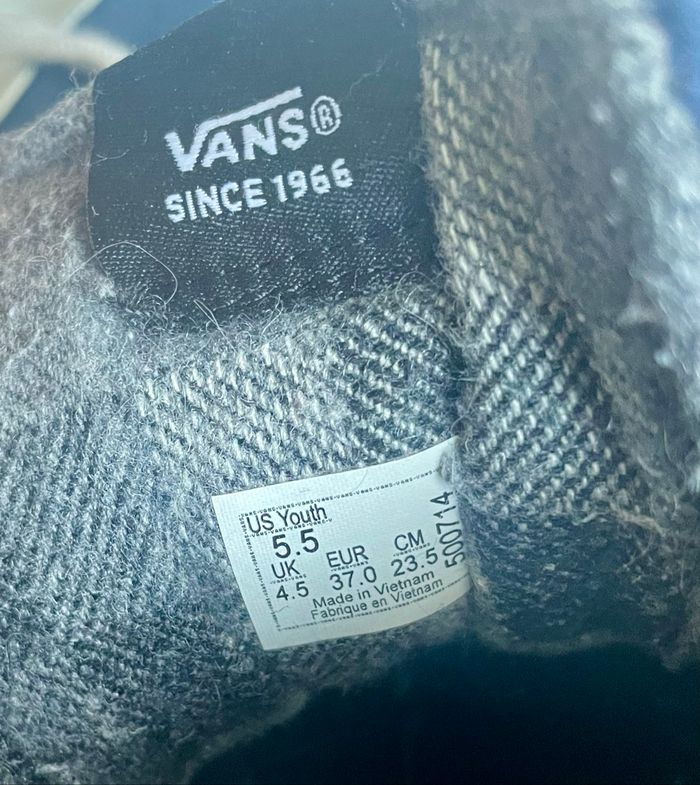 VANS®
SINCE 1966
US Youth
5.5
UK EUR CM
4.5 37.0 23.5
Made in Vietnam
Fabrique en Vietnam
500714